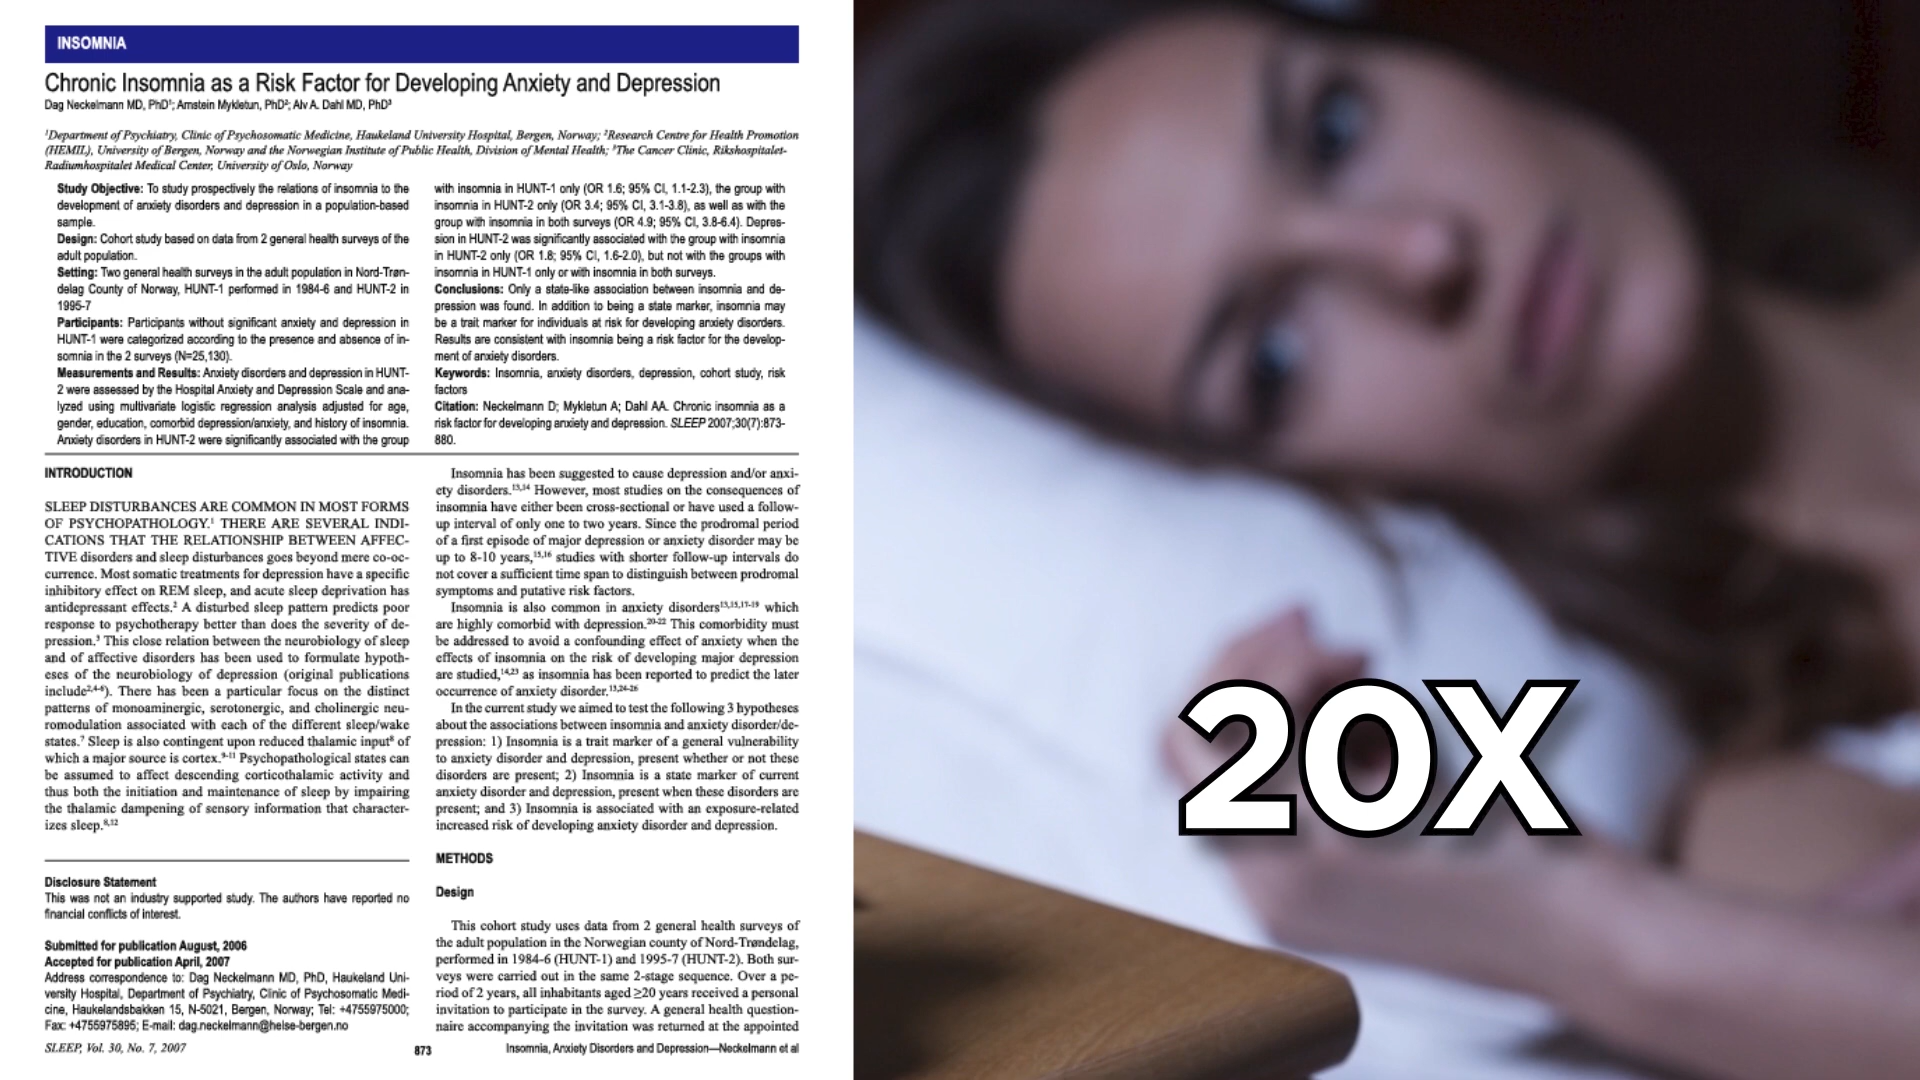 INSOMNIA
Chronic Insomnia as a Risk Factor for Developing Anxiety and Depression
Dag Neckelmann MD, PhD¹; Arnstein Mykletun, PhD²; Alv A. Dahl MD, PhD³
¹Department of Psychiatry, Clinic of Psychosomatic Medicine, Haukeland University Hospital, Bergen, Norway; ²Research Centre for Health Promotion
(HEMIL), University of Bergen, Norway and the Norwegian Institute of Public Health, Division of Mental Health; ³The Cancer Clinic, Rikshospitalet-
Radiumhospitalet Medical Center, University of Oslo, Norway
Study Objective: To study prospectively the relations of insomnia to the
development of anxiety disorders and depression in a population-based
sample.
Design: Cohort study based on data from 2 general health surveys of the
adult population.
Setting: Two general health surveys in the adult population in Nord-Trøn-
delag County of Norway, HUNT-1 performed in 1984-6 and HUNT-2 in
1995-7
Participants: Participants without significant anxiety and depression in
HUNT-1 were categorized according to the presence and absence of in-
somnia in the 2 surveys (N=25,130).
Measurements and Results: Anxiety disorders and depression in HUNT-
2 were assessed by the Hospital Anxiety and Depression Scale and ana-
lyzed using multivariate logistic regression analysis adjusted for age,
gender, education, comorbid depression/anxiety, and history of insomnia.
Anxiety disorders in HUNT-2 were significantly associated with the group
with insomnia in HUNT-1 only (OR 1.6; 95% CI, 1.1-2.3), the group with
insomnia in HUNT-2 only (OR 3.4; 95% CI, 3.1-3.8), as well as with the
group with insomnia in both surveys (OR 4.9; 95% CI, 3.8-6.4). Depres-
sion in HUNT-2 was significantly associated with the group with insomnia
in HUNT-2 only (OR 1.8; 95% CI, 1.6-2.0), but not with the groups with
insomnia in HUNT-1 only or with insomnia in both surveys.
Conclusions: Only a state-like association between insomnia and de-
pression was found. In addition to being a state marker, insomnia may
be a trait marker for individuals at risk for developing anxiety disorders.
Results are consistent with insomnia being a risk factor for the develop-
ment of anxiety disorders.
Keywords: Insomnia, anxiety disorders, depression, cohort study, risk
factors
Citation: Neckelmann D; Mykletun A; Dahl AA. Chronic insomnia as a
risk factor for developing anxiety and depression. SLEEP 2007;30(7):873-
880.
INTRODUCTION
SLEEP DISTURBANCES ARE COMMON IN MOST FORMS
OF PSYCHOPATHOLOGY.¹ THERE ARE SEVERAL INDI-
CATIONS THAT THE RELATIONSHIP BETWEEN AFFEC-
TIVE disorders and sleep disturbances goes beyond mere co-oc-
currence. Most somatic treatments for depression have a specific
inhibitory effect on REM sleep, and acute sleep deprivation has
antidepressant effects.² A disturbed sleep pattern predicts poor
response to psychotherapy better than does the severity of de-
pression.³ This close relation between the neurobiology of sleep
and of affective disorders has been used to formulate hypoth-
eses of the neurobiology of depression (original publications
include²,⁴-⁶). There has been a particular focus on the distinct
patterns of monoaminergic, serotonergic, and cholinergic neu-
romodulation associated with each of the different sleep/wake
states.⁷ Sleep is also contingent upon reduced thalamic input⁸ of
which a major source is cortex.⁹-¹¹ Psychopathological states can
be assumed to affect descending corticothalamic activity and
thus both the initiation and maintenance of sleep by impairing
the thalamic dampening of sensory information that character-
izes sleep.⁸,¹²
Disclosure Statement
This was not an industry supported study. The authors have reported no
financial conflicts of interest.
Submitted for publication August, 2006
Accepted for publication April, 2007
Address correspondence to: Dag Neckelmann MD, PhD, Haukeland Uni-
versity Hospital, Department of Psychiatry, Clinic of Psychosomatic Medi-
cine, Haukelandsbakken 15, N-5021, Bergen, Norway; Tel: +4755975000;
Fax: +4755975895; E-mail: dag.neckelmann@helse-bergen.no
Insomnia has been suggested to cause depression and/or anxi-
ety disorders.¹³,¹⁴ However, most studies on the consequences of
insomnia have either been cross-sectional or have used a follow-
up interval of only one to two years. Since the prodromal period
of a first episode of major depression or anxiety disorder may be
up to 8-10 years,¹⁵,¹⁶ studies with shorter follow-up intervals do
not cover a sufficient time span to distinguish between prodromal
symptoms and putative risk factors.
Insomnia is also common in anxiety disorders¹³,¹⁵,¹⁷-¹⁹ which
are highly comorbid with depression.²⁰-²² This comorbidity must
be addressed to avoid a confounding effect of anxiety when the
effects of insomnia on the risk of developing major depression
are studied,¹⁴,²³ as insomnia has been reported to predict the later
occurrence of anxiety disorder.¹³,²⁴-²⁶
In the current study we aimed to test the following 3 hypotheses
about the associations between insomnia and anxiety disorder/de-
pression: 1) Insomnia is a trait marker of a general vulnerability
to anxiety disorder and depression, present whether or not these
disorders are present; 2) Insomnia is a state marker of current
anxiety disorder and depression, present when these disorders are
present; and 3) Insomnia is associated with an exposure-related
increased risk of developing anxiety disorder and depression.
METHODS
Design
This cohort study uses data from 2 general health surveys of
the adult population in the Norwegian county of Nord-Trøndelag,
performed in 1984-6 (HUNT-1) and 1995-7 (HUNT-2). Both sur-
veys were carried out in the same 2-stage sequence. Over a pe-
riod of 2 years, all inhabitants aged ≥20 years received a personal
invitation to participate in the survey. A general health question-
naire accompanying the invitation was returned at the appointed
SLEEP, Vol. 30, No. 7, 2007
873
Insomnia, Anxiety Disorders and Depression—Neckelmann et al
20X